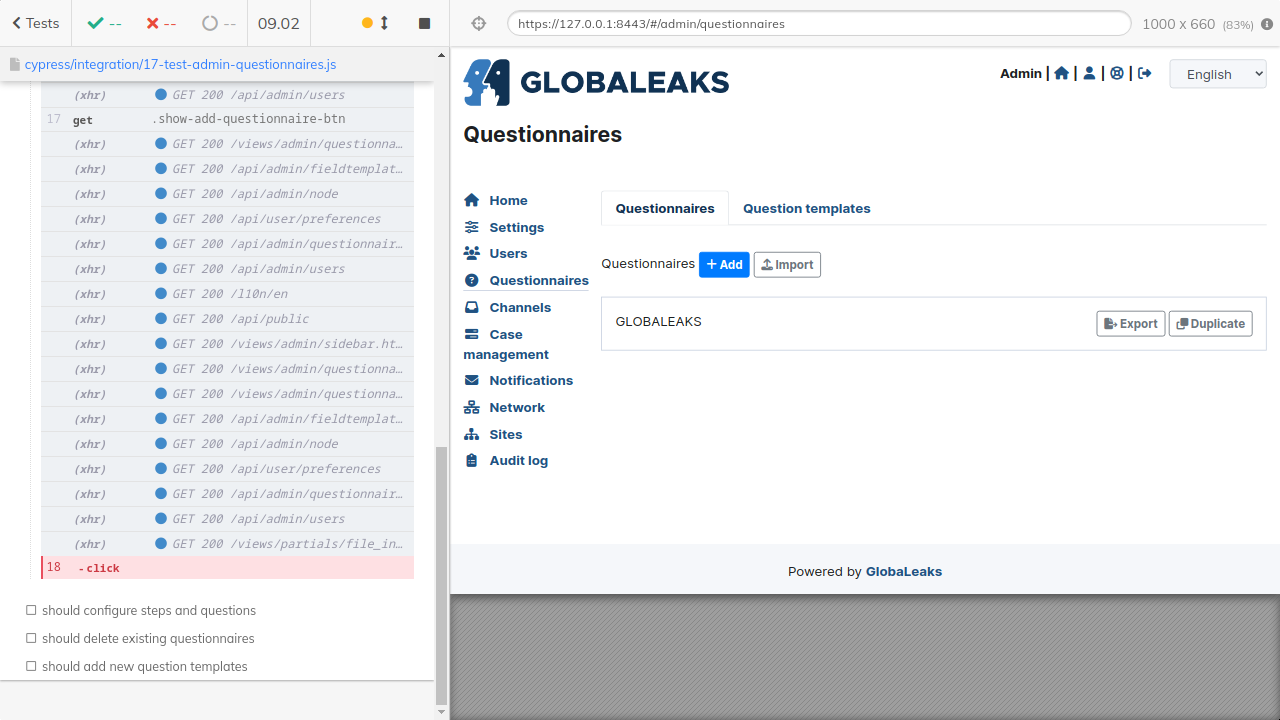 Tests -- -- -- 09.02
cypress/integration/17-test-admin-questionnaires.js
(xhr) GET 200 /api/admin/users
17 get .show-add-questionnaire-btn
(xhr) GET 200 /views/admin/questionna…
(xhr) GET 200 /api/admin/fieldtemplat…
(xhr) GET 200 /api/admin/node
(xhr) GET 200 /api/user/preferences
(xhr) GET 200 /api/admin/questionnair…
(xhr) GET 200 /api/admin/users
(xhr) GET 200 /l10n/en
(xhr) GET 200 /api/public
(xhr) GET 200 /views/admin/sidebar.ht…
(xhr) GET 200 /views/admin/questionna…
(xhr) GET 200 /views/admin/questionna…
(xhr) GET 200 /api/admin/fieldtemplat…
(xhr) GET 200 /api/admin/node
(xhr) GET 200 /api/user/preferences
(xhr) GET 200 /api/admin/questionnair…
(xhr) GET 200 /api/admin/users
(xhr) GET 200 /views/partials/file_in…
18 -click
should configure steps and questions
should delete existing questionnaires
should add new question templates
https://127.0.0.1:8443/#/admin/questionnaires
1000 x 660 (83%)
GLOBALEAKS
Admin | | | |
English
Questionnaires
Home
Settings
Users
Questionnaires
Channels
Case
management
Notifications
Network
Sites
Audit log
Questionnaires Question templates
Questionnaires Add Import
GLOBALEAKS Export Duplicate
Powered by GlobaLeaks